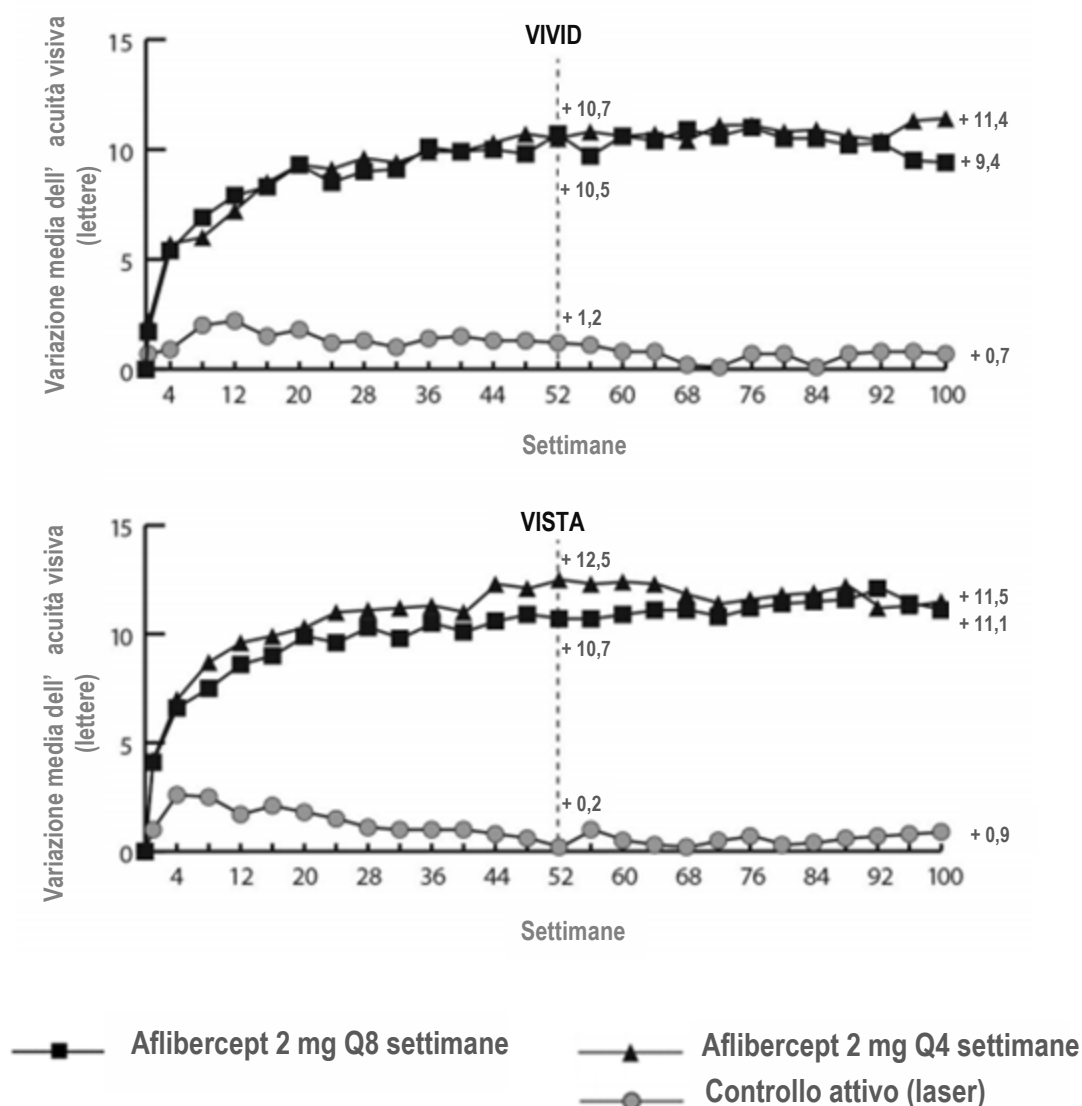 VIVID
Variazione media dell' acuità visiva
(lettere)
15
10
5
0
+ 10,7
+ 10,5
+ 1,2
+ 11,4
+ 9,4
+ 0,7
4 12 20 28 36 44 52 60 68 76 84 92 100
Settimane
VISTA
Variazione media dell' acuità visiva
(lettere)
15
10
5
0
+ 12,5
+ 10,7
+ 0,2
+ 11,5
+ 11,1
+ 0,9
4 12 20 28 36 44 52 60 68 76 84 92 100
Settimane
Aflibercept 2 mg Q8 settimane
Aflibercept 2 mg Q4 settimane
Controllo attivo (laser)